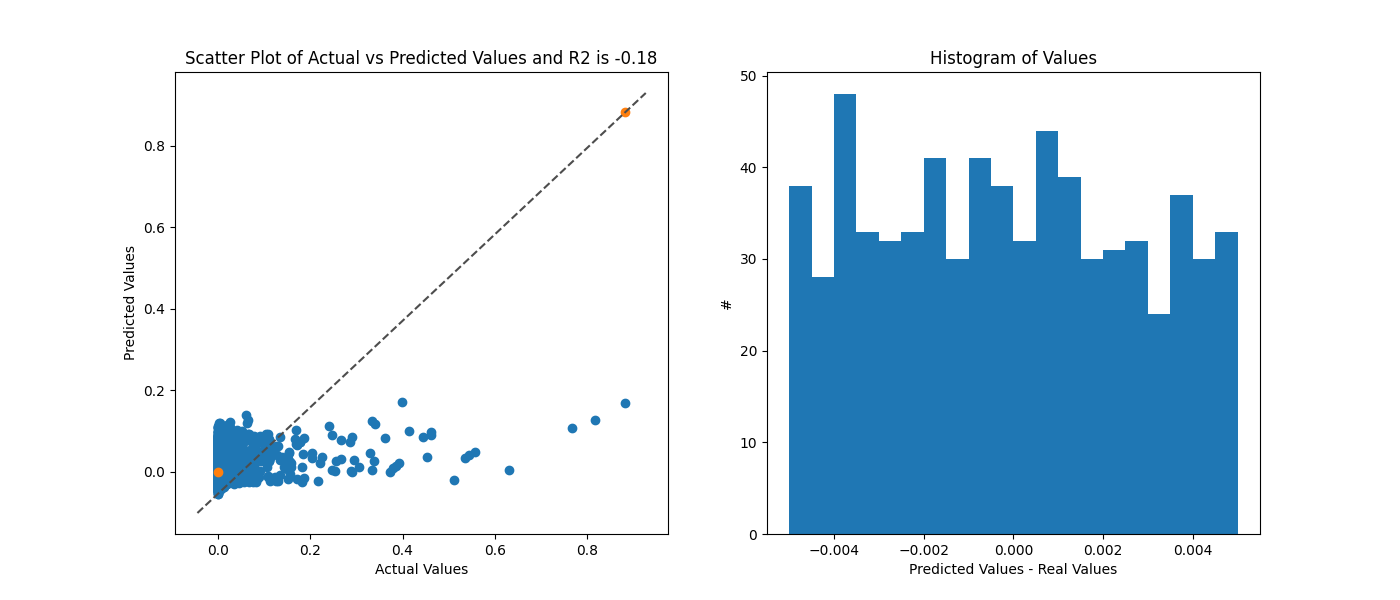 Scatter Plot of Actual vs Predicted Values and R2 is -0.18
Predicted Values
0.8
0.6
0.4
0.2
0.0
0.0 0.2 0.4 0.6 0.8
Actual Values
Histogram of Values
#
50
40
30
20
10
0
−0.004 −0.002 0.000 0.002 0.004
Predicted Values - Real Values